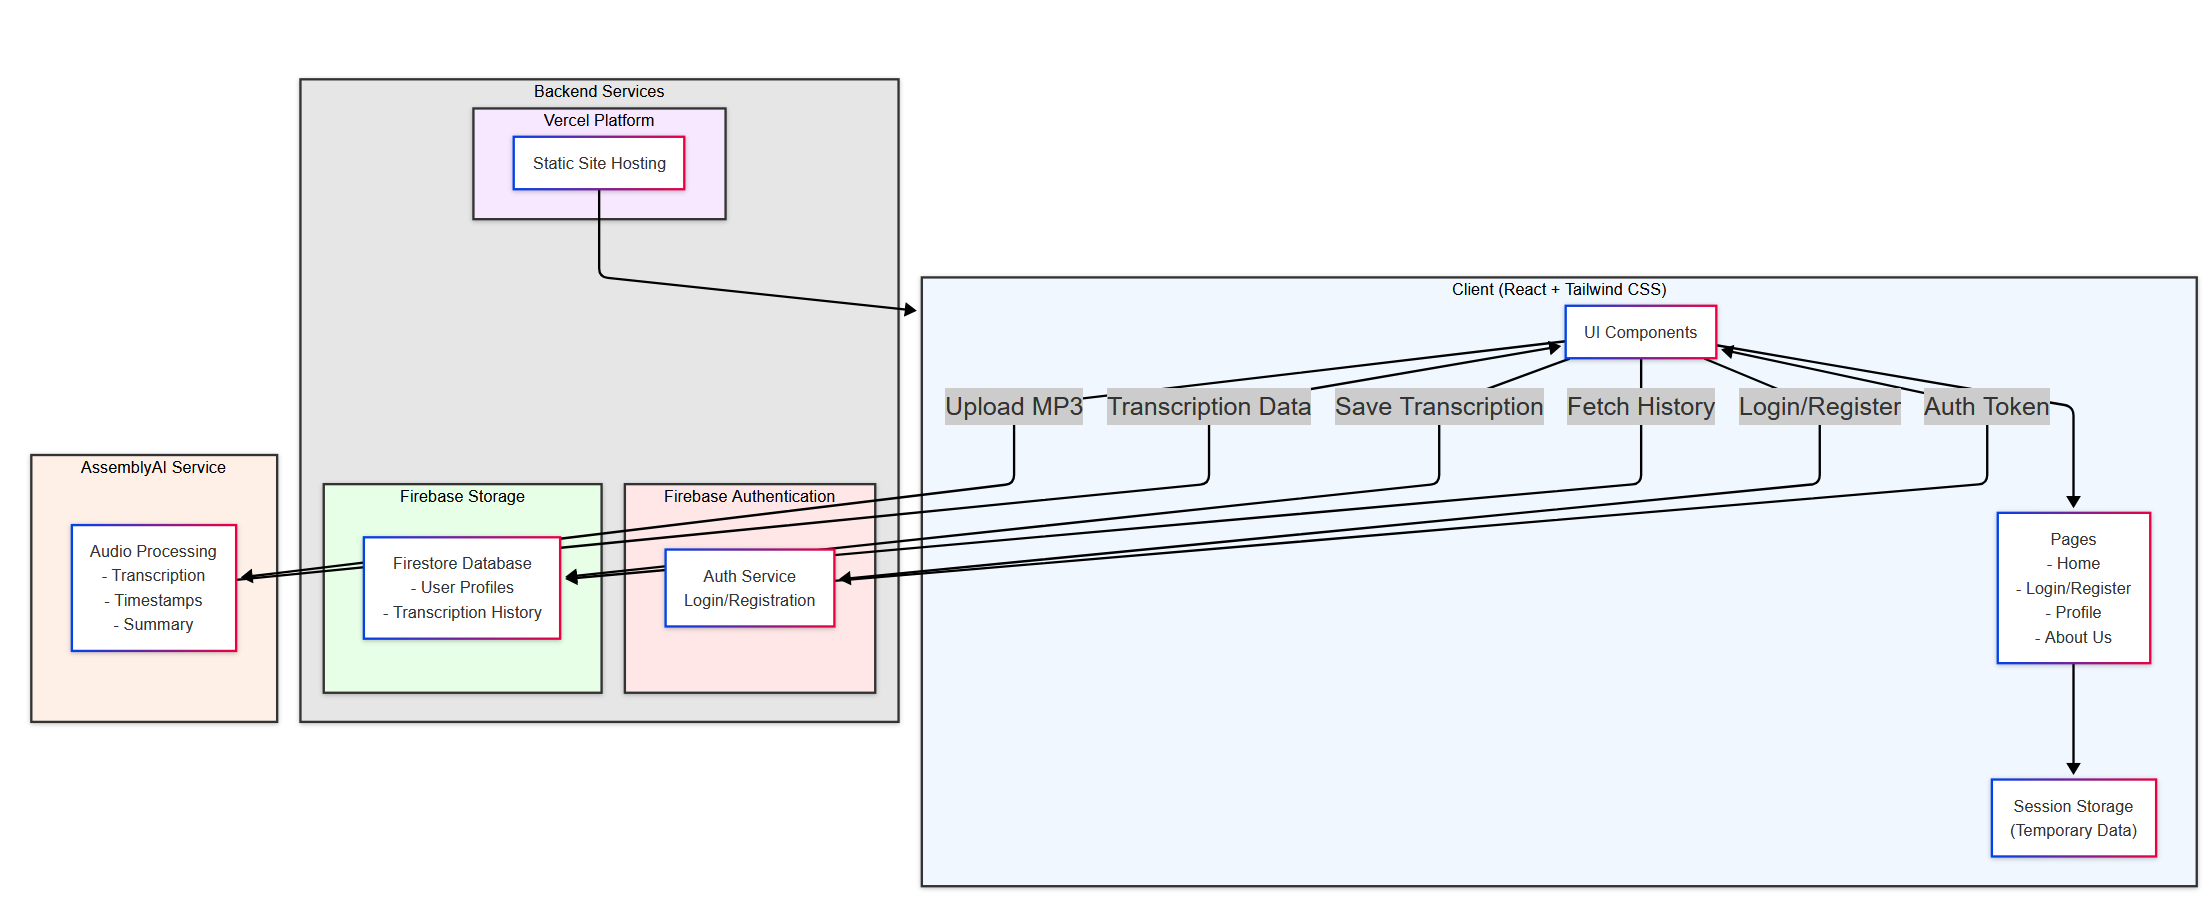 Backend Services
Vercel Platform
Static Site Hosting
Client (React + Tailwind CSS)
UI Components
Upload MP3
Transcription Data
Save Transcription
Fetch History
Login/Register
Auth Token
AssemblyAI Service
Audio Processing
- Transcription
- Timestamps
- Summary
Firebase Storage
Firestore Database
- User Profiles
- Transcription History
Firebase Authentication
Auth Service
Login/Registration
Pages
- Home
- Login/Register
- Profile
- About Us
Session Storage
(Temporary Data)